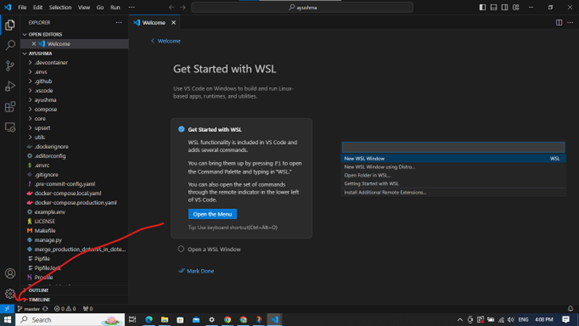 File Edit Selection View Go Run ...
ayushma
EXPLORER
Welcome
OPEN EDITORS
Welcome
AYUSHMA
.devcontainer
.envs
.github
.vscode
ayushma
compose
core
upsert
utils
.dockerignore
.editorconfig
.envrc
.gitignore
.pre-commit-config.yaml
docker-compose.local.yaml
docker-compose.production.yaml
example.env
LICENSE
Makefile
manage.py
Pipfile
Pipfile.lock
Procfile
OUTLINE
TIMELINE
Welcome
Get Started with WSL
Use VS Code on Windows to build and run Linux-
based apps, runtimes, and utilities.
Get Started with WSL
WSL functionality is included in VS Code and
adds several commands.
You can bring them up by pressing f1 to open
the Command Palette and typing in "WSL."
You can also open the set of commands
through the remote indicator in the lower left
of VS Code.
Open the Menu
Tip: Use keyboard shortcut(Ctrl+Alt+O)
Open a WSL Window
Mark Done
New WSL Window WSL
New WSL Window using Distro...
Open Folder in WSL...
Getting Started with WSL
Install Additional Remote Extensions...
master 0 0 0
Search
ENG 4:08 PM